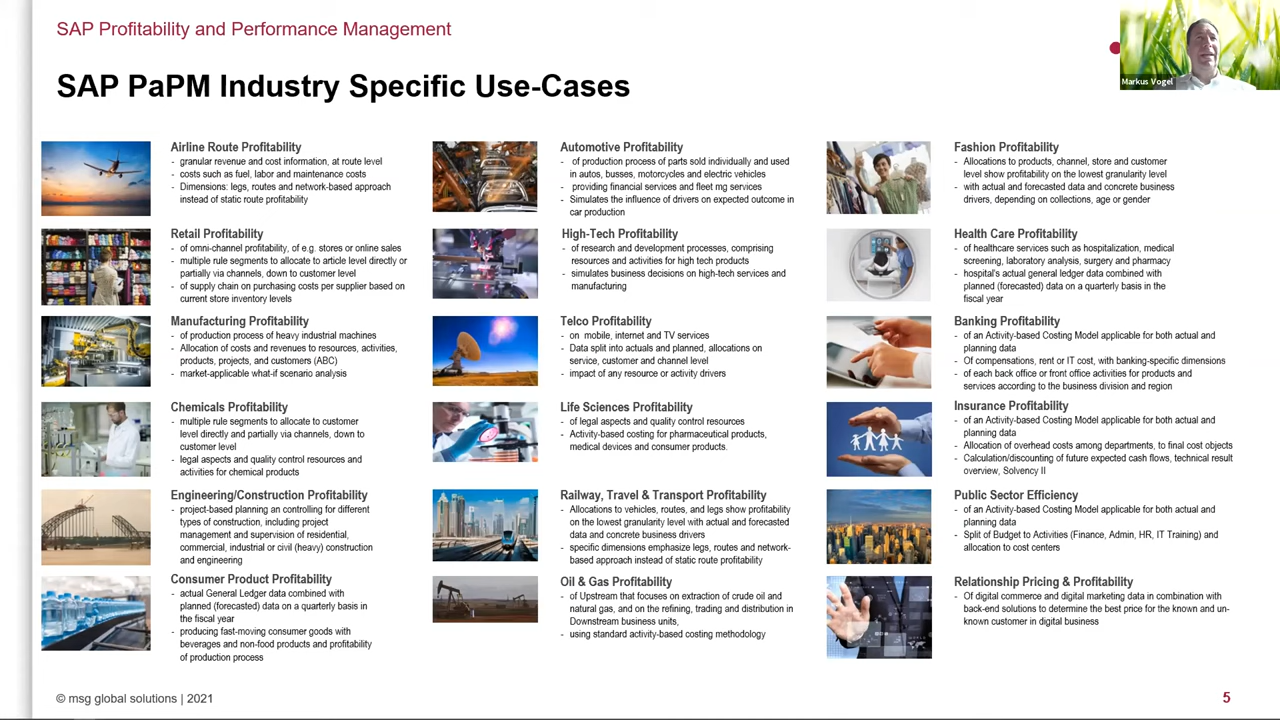 SAP Profitability and Performance Management
SAP PaPM Industry Specific Use-Cases
Markus Vogel
Airline Route Profitability
- granular revenue and cost information, at route level
- costs such as fuel, labor and maintenance costs
- Dimensions: legs, routes and network-based approach
instead of static route profitability
Retail Profitability
- of omni-channel profitability, of e.g. stores or online sales
- multiple rule segments to allocate to article level directly or
partially via channels, down to customer level
- of supply chain on purchasing costs per supplier based on
current store inventory levels
Manufacturing Profitability
- of production process of heavy industrial machines
- Allocation of costs and revenues to resources, activities,
products, projects, and customers (ABC)
- market-applicable what-if scenario analysis
Chemicals Profitability
- multiple rule segments to allocate to customer
level directly and partially via channels, down to
customer level
- legal aspects and quality control resources and
activities for chemical products
Engineering/Construction Profitability
- project-based planning an controlling for different
types of construction, including project
management and supervision of residential,
commercial, industrial or civil (heavy) construction
and engineering
Consumer Product Profitability
- actual General Ledger data combined with
planned (forecasted) data on a quarterly basis in
the fiscal year
- producing fast-moving consumer goods with
beverages and non-food products and profitability
of production process
Automotive Profitability
- of production process of parts sold individually and used
in autos, busses, motorcycles and electric vehicles
- providing financial services and fleet mg services
- Simulates the influence of drivers on expected outcome in
car production
High-Tech Profitability
- of research and development processes, comprising
resources and activities for high tech products
- simulates business decisions on high-tech services and
manufacturing
Telco Profitability
- on mobile, internet and TV services
- Data split into actuals and planned, allocations on
service, customer and channel level
- impact of any resource or activity drivers
Life Sciences Profitability
- of legal aspects and quality control resources
- Activity-based costing for pharmaceutical products,
medical devices and consumer products.
Railway, Travel & Transport Profitability
- Allocations to vehicles, routes, and legs show profitability
on the lowest granularity level with actual and forecasted
data and concrete business drivers
- specific dimensions emphasize legs, routes and network-
based approach instead of static route profitability
Oil & Gas Profitability
- of Upstream that focuses on extraction of crude oil and
natural gas, and on the refining, trading and distribution in
Downstream business units,
- using standard activity-based costing methodology
Fashion Profitability
- Allocations to products, channel, store and customer
level show profitability on the lowest granularity level
- with actual and forecasted data and concrete business
drivers, depending on collections, age or gender
Health Care Profitability
- of healthcare services such as hospitalization, medical
screening, laboratory analysis, surgery and pharmacy
- hospital's actual general ledger data combined with
planned (forecasted) data on a quarterly basis in the
fiscal year
Banking Profitability
- of an Activity-based Costing Model applicable for both actual and
planning data
- Of compensations, rent or IT cost, with banking-specific dimensions
- of each back office or front office activities for products and
services according to the business division and region
Insurance Profitability
- of an Activity-based Costing Model applicable for both actual and
planning data
- Allocation of overhead costs among departments, to final cost objects
- Calculation/discounting of future expected cash flows, technical result
overview, Solvency II
Public Sector Efficiency
- of an Activity-based Costing Model applicable for both actual and
planning data
- Split of Budget to Activities (Finance, Admin, HR, IT Training) and
allocation to cost centers
Relationship Pricing & Profitability
- Of digital commerce and digital marketing data in combination with
back-end solutions to determine the best price for the known and un-
known customer in digital business
© msg global solutions | 2021
5